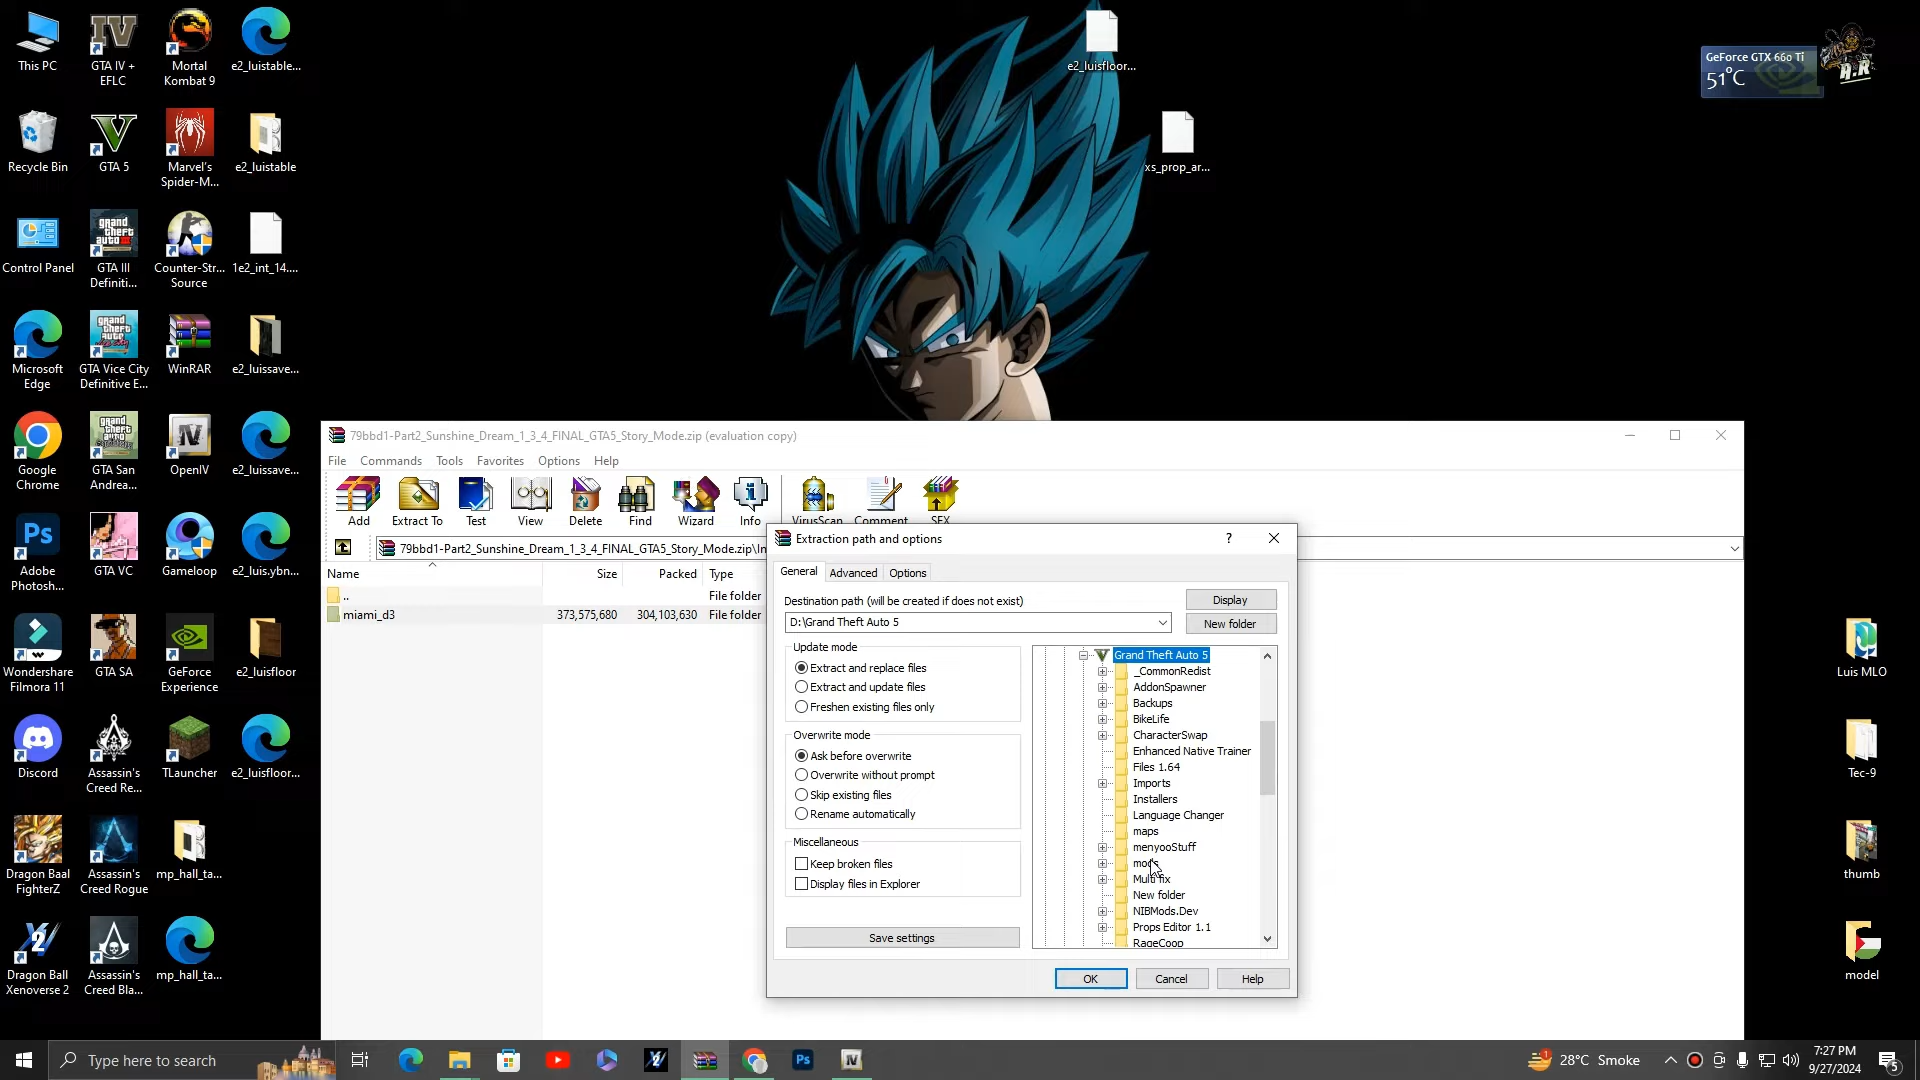 This PC
GTA IV +
EFLC
Mortal
Kombat 9
e2_luistable...
Recycle Bin
GTA 5
Marvel's
Spider-M...
e2_luistable
Control Panel
GTA III
Definiti...
Counter-Str...
Source
1e2_int_14....
Microsoft
Edge
GTA Vice City
Definitive E...
WinRAR
e2_luissave...
Google
Chrome
GTA San
Andrea...
OpenIV
e2_luissave...
Adobe
Photosh...
GTA VC
Gameloop
e2_luis.ybn...
Wondershare
Filmora 11
GTA SA
GeForce
Experience
e2_luisfloor
Discord
Assassin's
Creed Re...
TLauncher
e2_luisfloor...
Dragon Baal
FighterZ
Assassin's
Creed Rogue
mp_hall_ta...
Dragon Ball
Xenoverse 2
Assassin's
Creed Bla...
mp_hall_ta...
e2_luisfloor...
xs_prop_ar...
GeForce GTX 660 Ti
51°C
A.R
Luis MLO
Tec-9
thumb
model
79bbd1-Part2_Sunshine_Dream_1_3_4_FINAL_GTA5_Story_Mode.zip (evaluation copy)
File Commands Tools Favorites Options Help
Add Extract To Test View Delete Find Wizard Info VirusScan Comment SFX
79bbd1-Part2_Sunshine_Dream_1_3_4_FINAL_GTA5_Story_Mode.zip\In
Name Size Packed Type
.. File folder
miami_d3 373,575,680 304,103,630 File folder
Extraction path and options
?
General Advanced Options
Destination path (will be created if does not exist)
Display
D:\Grand Theft Auto 5
New folder
Update mode
Extract and replace files
Extract and update files
Freshen existing files only
Overwrite mode
Ask before overwrite
Overwrite without prompt
Skip existing files
Rename automatically
Miscellaneous
Keep broken files
Display files in Explorer
Save settings
Grand Theft Auto 5
_CommonRedist
AddonSpawner
Backups
BikeLife
CharacterSwap
Enhanced Native Trainer
Files 1.64
Imports
Installers
Language Changer
maps
menyooStuff
mods
Multi fix
New folder
NIBMods.Dev
Props Editor 1.1
RageCoop
OK Cancel Help
Type here to search
28°C Smoke
7:27 PM
9/27/2024
5